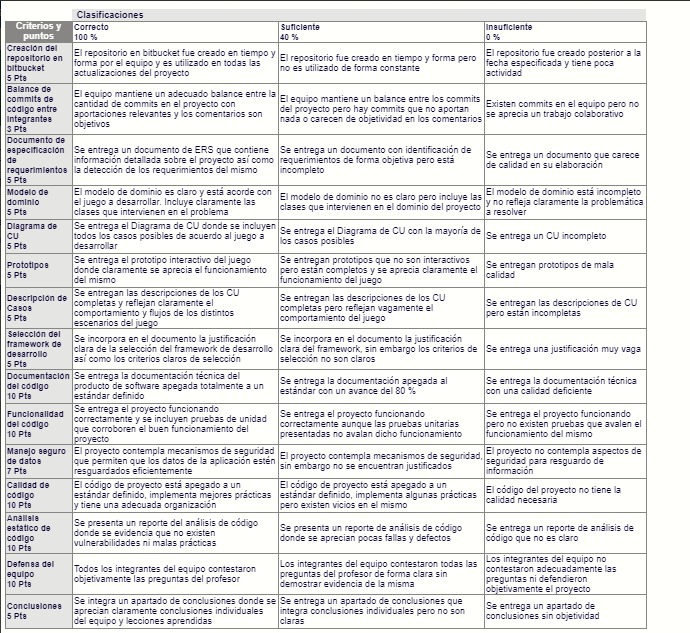 Clasificaciones
Criterios y
puntos
Correcto
100 %
Suficiente
40 %
Insuficiente
0 %
Creación del
repositorio en
bitbucket
5 Pts
El repositorio en bitbucket fue creado en tiempo y
forma por el equipo y es utilizado en todas las
actualizaciones del proyecto
El repositorio fue creado en tiempo y forma pero
no es utilizado de forma constante
El repositorio fue creado posterior a la
fecha especificada y tiene poca
actividad
Balance de
commits de
código entre
integrantes
3 Pts
El equipo mantiene un adecuado balance entre la
cantidad de commits en el proyecto con
aportaciones relevantes y los comentarios son
objetivos
El equipo mantiene un balance entre los commits
del proyecto pero hay commits que no aportan
nada o carecen de objetividad en los comentarios
Existen commits en el equipo pero no
se aprecia un trabajo colaborativo
Documento de
especificación
de
requerimientos
5 Pts
Se entrega un documento de ERS que contiene
información detallada sobre el proyecto así como
la detección de los requerimientos del mismo
Se entrega un documento con identificación de
requerimientos de forma objetiva pero está
incompleto
Se entrega un documento que carece
de calidad en su elaboración
Modelo de
dominio
5 Pts
El modelo de dominio es claro y está acorde con
el juego a desarrollar. Incluye claramente las
clases que intervienen en el problema
El modelo de dominio no es claro pero incluye las
clases que intervienen en el dominio del proyecto
El modelo de dominio está incompleto
y no refleja claramente la problemática
a resolver
Diagrama de
CU
5 Pts
Se entrega el Diagrama de CU donde se incluyen
todos los casos posibles de acuerdo al juego a
desarrollar
Se entrega el Diagrama de CU con la mayoría de
los casos posibles
Se entrega un CU incompleto
Prototipos
5 Pts
Se entrega el prototipo interactivo del juego
donde claramente se aprecia el funcionamiento
del mismo
Se entregan prototipos que no son interactivos
pero están completos y se aprecia claramente el
funcionamiento del juego
Se entregan prototipos de mala
calidad
Descripción de
Casos
5 Pts
Se entregan las descripciones de los CU
completas y reflejan claramente el
comportamiento y flujos de los distintos
escenarios del juego
Se entregan las descripciones de los CU
completas pero reflejan vagamente el
comportamiento del juego
Se entregan las descripciones de CU
pero están incompletas
Selección del
framework de
desarrollo
5 Pts
Se incorpora en el documento la justificación
clara de la selección del framework de desarrollo
así como los criterios claros de selección
Se incorpora en el documento la justificación
clara del framework, sin embargo los criterios de
selección no son claros
Se entrega una justificación muy vaga
Documentación
del código
10 Pts
Se entrega la documentación técnica del
producto de software apegada totalmente a un
estándar definido
Se entrega la documentación apegada al
estándar con un avance del 80 %
Se entrega la documentación técnica
con una calidad deficiente
Funcionalidad
del código
10 Pts
Se entrega el proyecto funcionando
correctamente y se incluyen pruebas de unidad
que corroboren el buen funcionamiento del
proyecto
Se entrega el proyecto funcionando
correctamente aunque las pruebas unitarias
presentadas no avalan dicho funcionamiento
Se entrega el proyecto funcionando
pero no existen pruebas que avalen el
funcionamiento del mismo
Manejo seguro
de datos
7 Pts
El proyecto contempla mecanismos de seguridad
que permiten que los datos de la aplicación estén
resguardados eficientemente
El proyecto contempla mecanismos de seguridad,
sin embargo no se encuentran justificados
El proyecto no contempla aspectos de
seguridad para resguardo de
información
Calidad de
código
10 Pts
El código de proyecto está apegado a un
estándar definido, implementa mejores prácticas
y tiene una adecuada organización
El código de proyecto está apegado a un
estándar definido, implementa algunas prácticas
pero existen vicios en el mismo
El código del proyecto no tiene la
calidad necesaria
Análisis
estático de
código
10 Pts
Se presenta un reporte del análisis de código
donde se evidencia que no existen
vulnerabilidades ni malas prácticas
Se presenta un reporte de análisis de código
donde se aprecian pocas fallas y defectos
Se entrega un reporte de análisis de
código que no es claro
Defensa del
equipo
10 Pts
Todos los integrantes del equipo contestaron
objetivamente las preguntas del profesor
Los integrantes del equipo contestaron todas las
preguntas del profesor de forma clara sin
demostrar evidencia de la misma
Los integrantes del equipo no
contestaron adecuadamente las
preguntas ni defendieron
objetivamente el proyecto
Conclusiones
5 Pts
Se integra un apartado de conclusiones donde se
aprecian claramente conclusiones individuales
del equipo y lecciones aprendidas
Se entrega un apartado de conclusiones que
integra conclusiones individuales pero no son
claras
Se entrega un apartado de
conclusiones sin objetividad